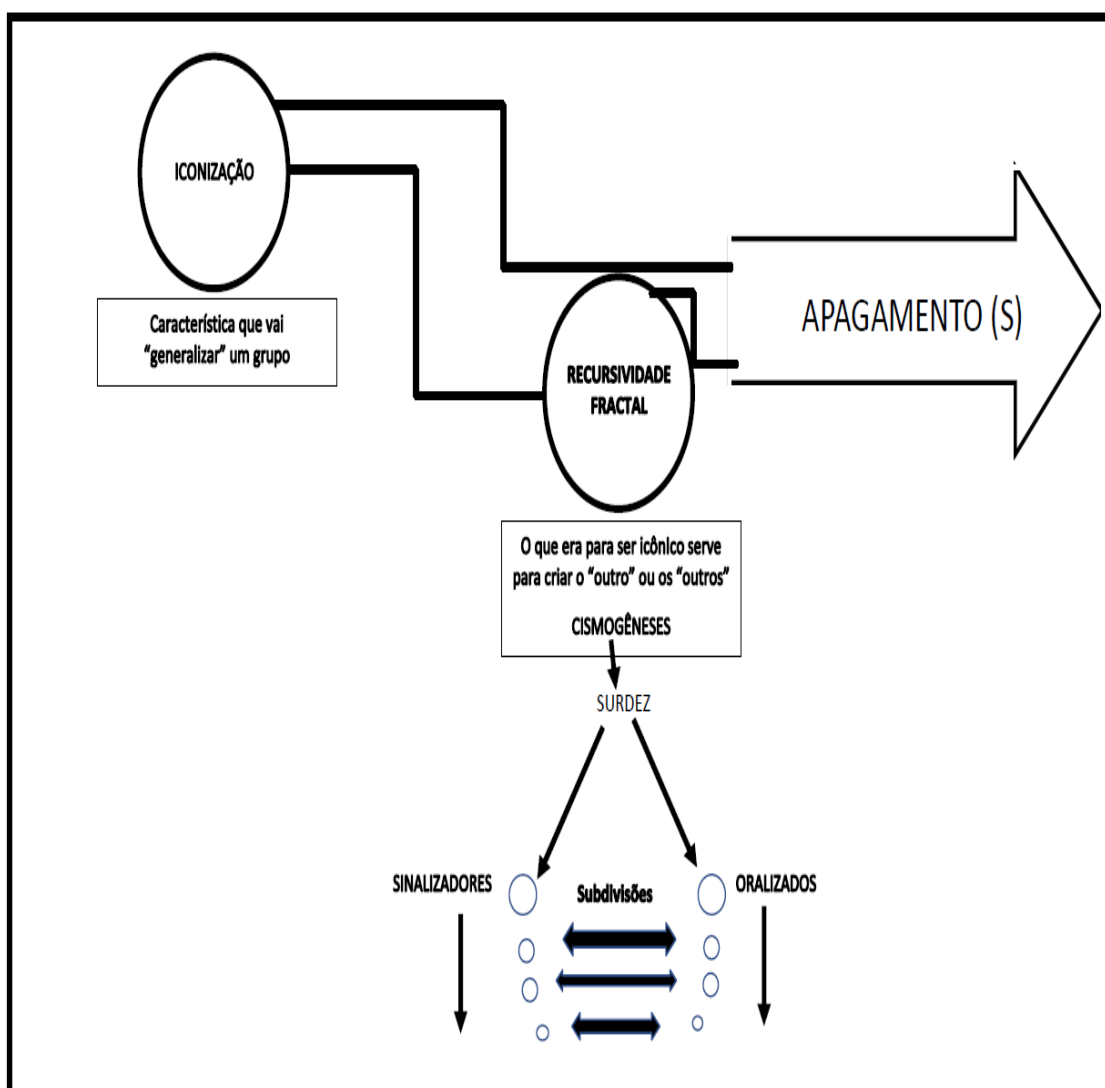 ICONIZAÇÃO
Característica que vai
“generalizar” um grupo
APAGAMENTO (S)
RECURSIVIDADE
FRACTAL
O que era para ser icônico serve
para criar o “outro” ou os “outros”
CISMOGÊNESES
SURDEZ
SINALIZADORES
Subdivisões
ORALIZADOS